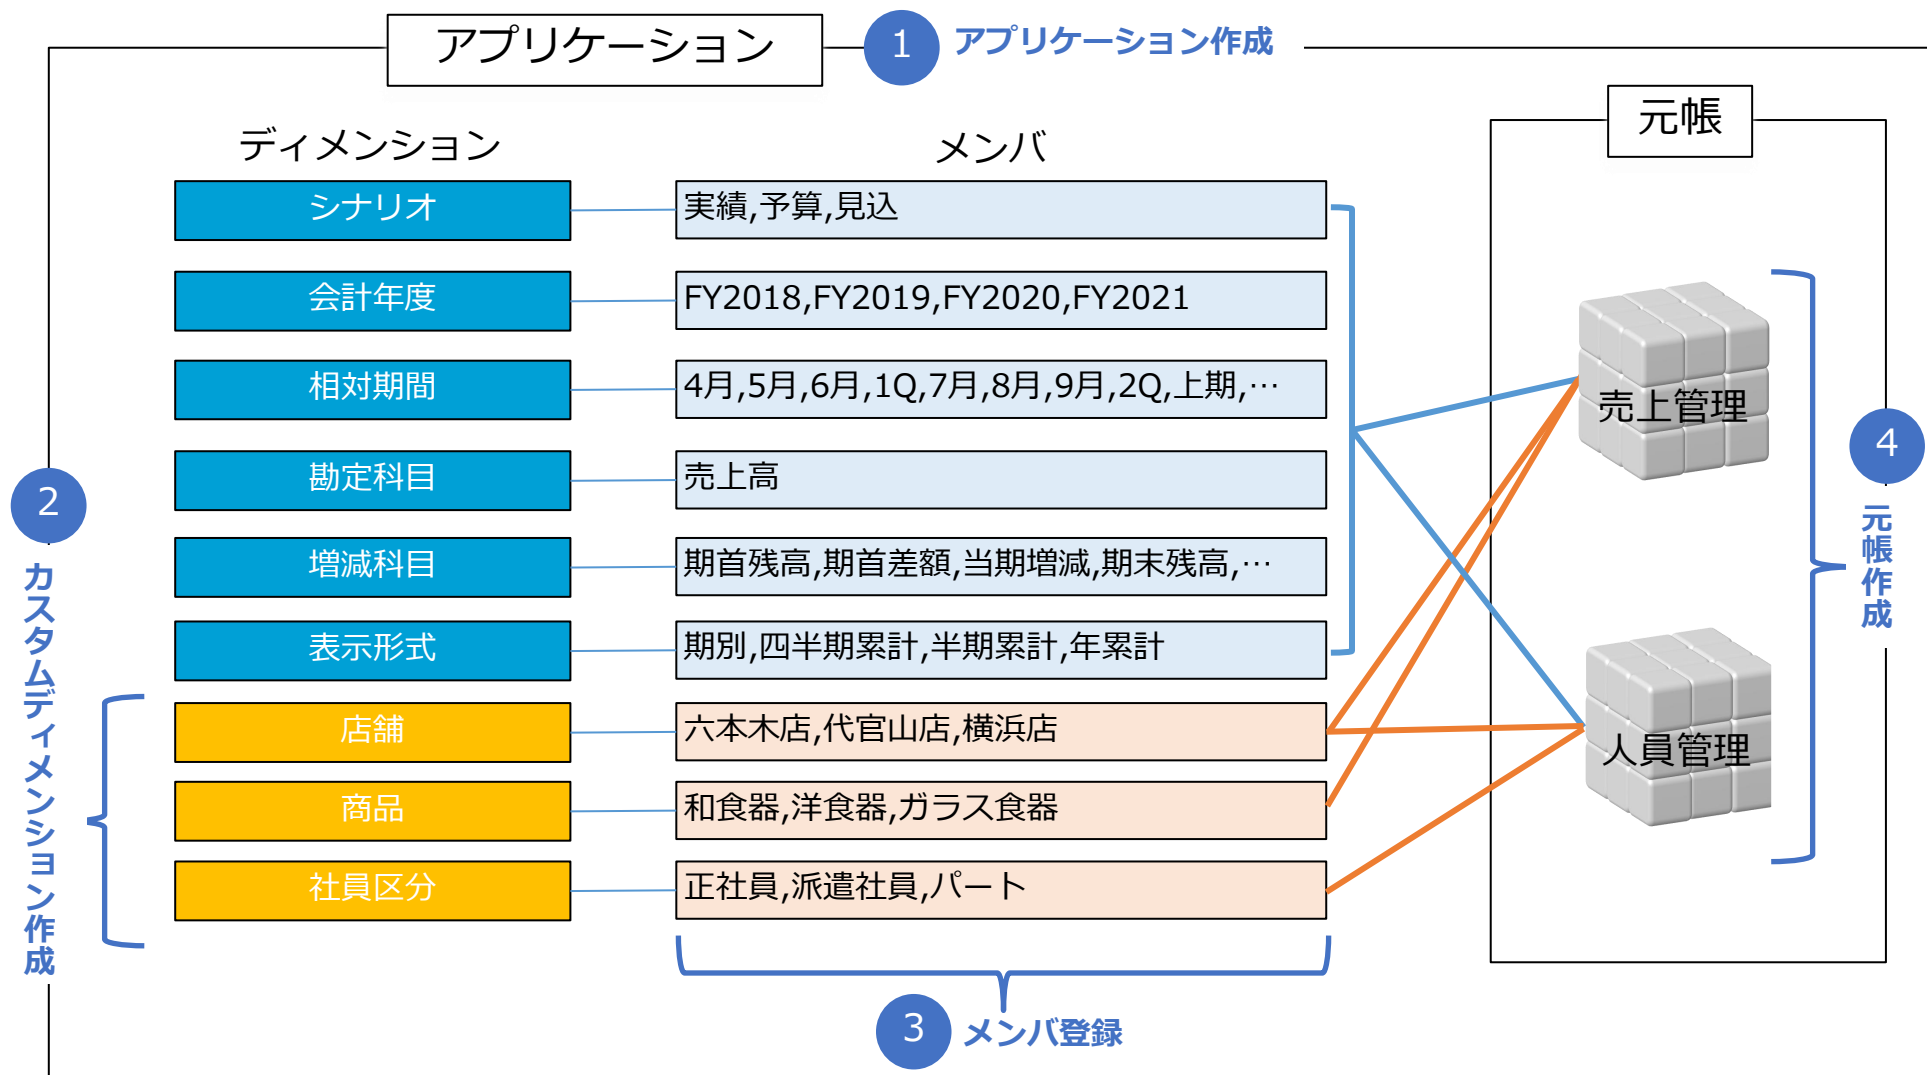 アプリケーション
1
アプリケーション作成
元帳
ディメンション
メンバ
シナリオ
実績,予算,見込
会計年度
FY2018,FY2019,FY2020,FY2021
相対期間
4月,5月,6月,1Q,7月,8月,9月,2Q,上期,…
勘定科目
売上高
増減科目
期首残高,期首差額,当期増減,期末残高,…
表示形式
期別,四半期累計,半期累計,年累計
店舗
六本木店,代官山店,横浜店
商品
和食器,洋食器,ガラス食器
社員区分
正社員,派遣社員,パート
2
カスタムディメンション作成
3
メンバ登録
売上管理
人員管理
4
元帳作成